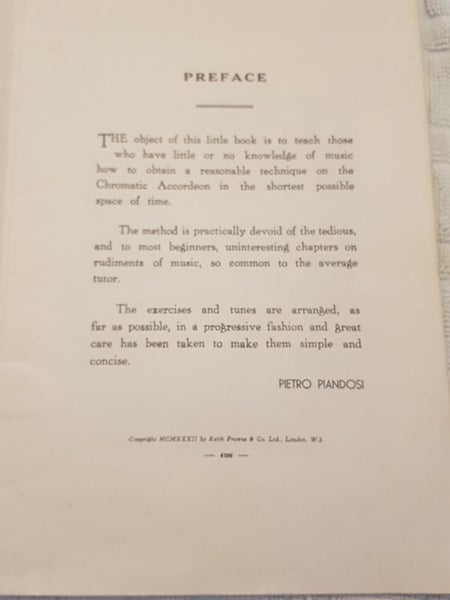 PREFACE
THE object of this little book is to teach those
who have little or no knowledge of music
how to obtain a reasonable technique on the
Chromatic Accordeon in the shortest possible
space of time.
The method is practically devoid of the tedious,
and to most beginners, uninteresting chapters on
rudiments of music, so common to the average
tutor.
The exercises and tunes are arranged, as
far as possible, in a progressive fashion and great
care has been taken to make them simple and
concise.
PIETRO PIANDOSI
Copyright MCMXXXII by Keith Prowse & Co. Ltd., London, W.1.